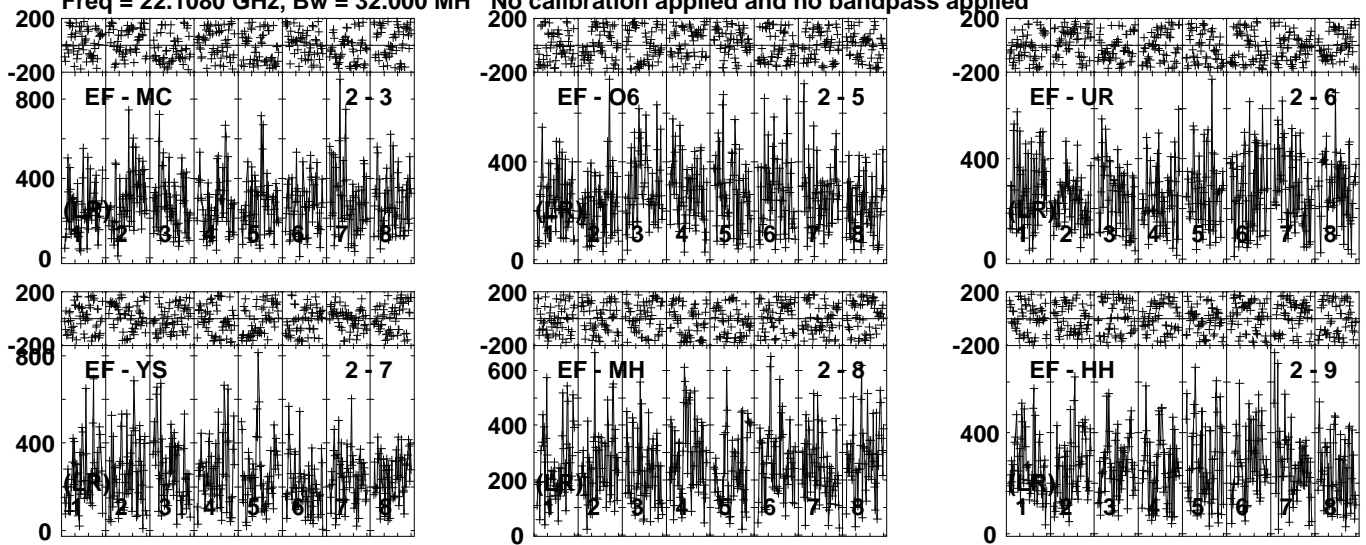 Freq = 22.1080 GHz, Bw = 32.000 MH No calibration applied and no bandpass applied
200 200 200
-200 -200 -200
800
EF - MC 2 - 3 EF - O6 2 - 5 EF - UR 2 - 6
400 400 400
(LR) (LR) (LR)
1 2 3 4 5 6 7 8 1 2 3 4 5 6 7 8 1 2 3 4 5 6 7 8
0 0 0
200 200 200
-200 -200 -200
800
EF - YS 2 - 7 EF - MH 2 - 8 EF - HH 2 - 9
600
400 400 400
200
(LR) (LR) (LR)
1 2 3 4 5 6 7 8 1 2 3 4 5 6 7 8 1 2 3 4 5 6 7 8
0 0 0